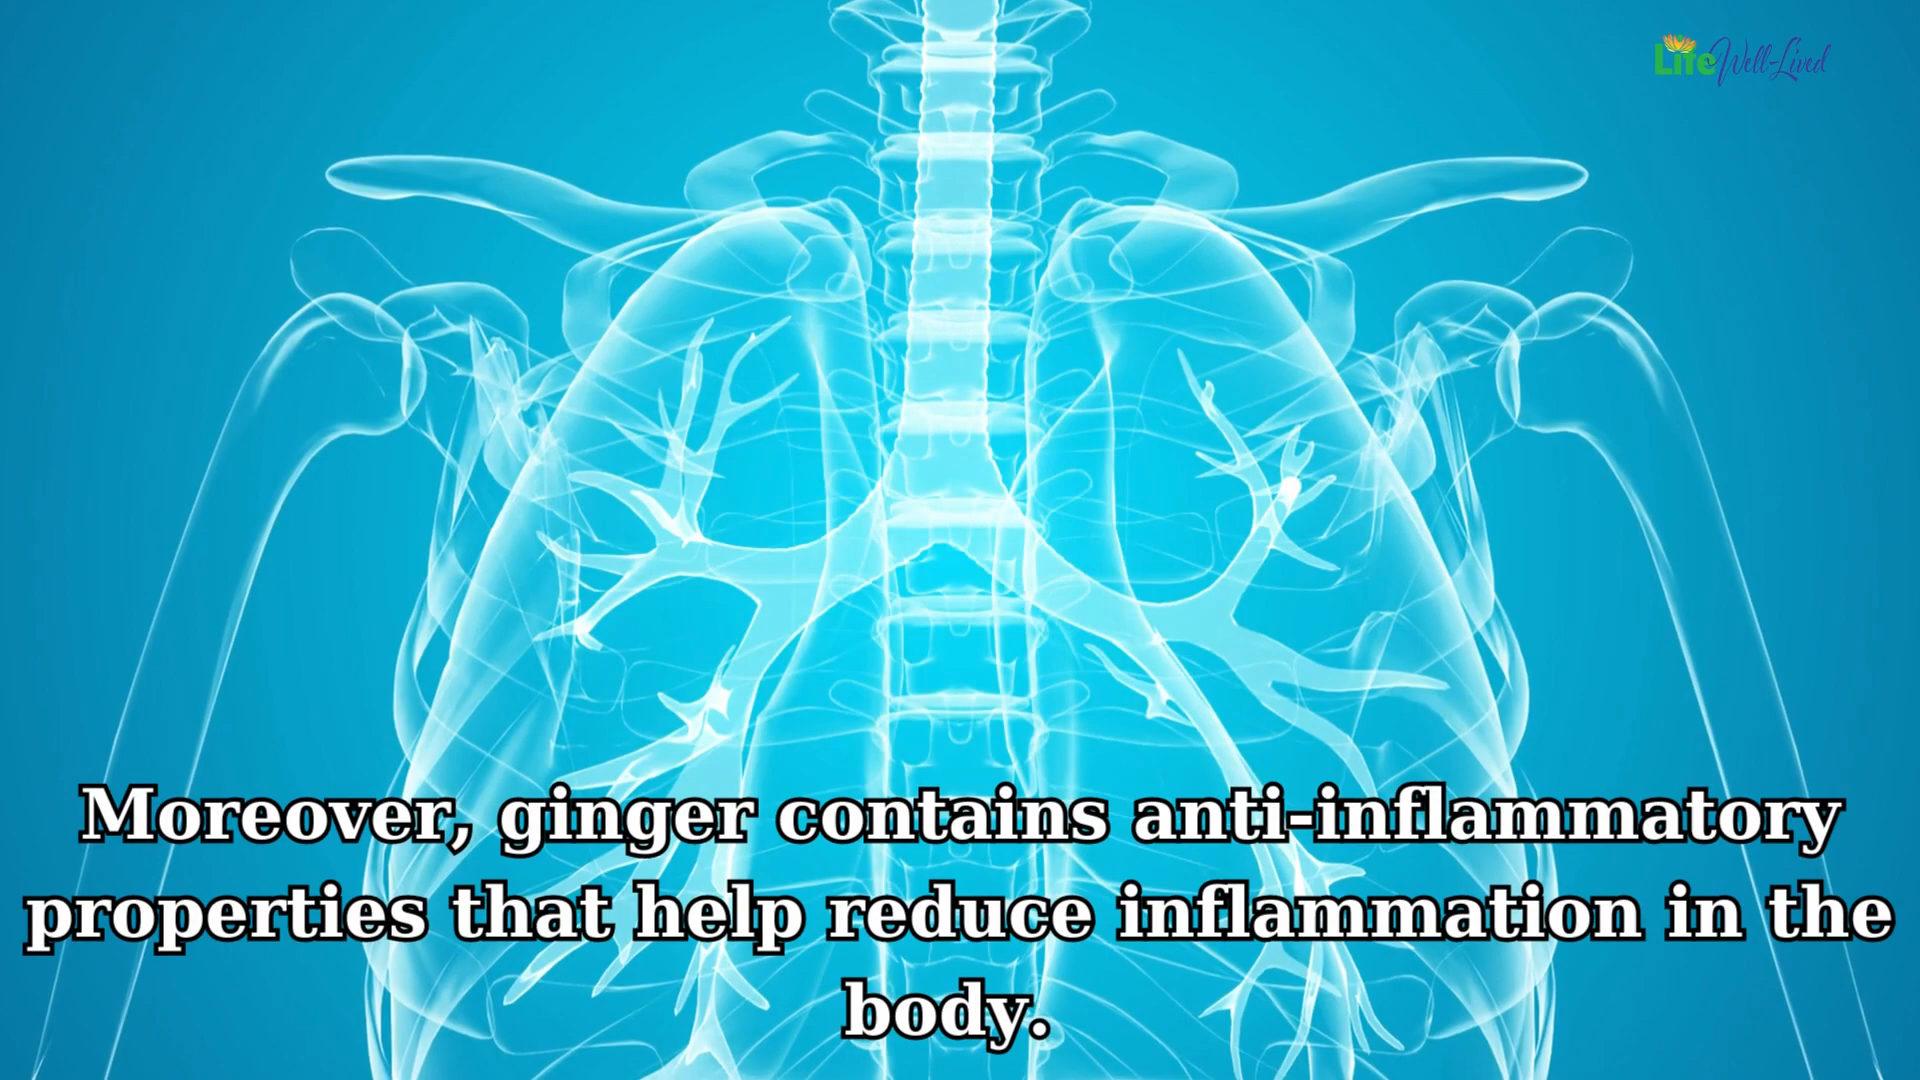 Life Well-Lived
Moreover, ginger contains anti-inflammatory
properties that help reduce inflammation in the
body.